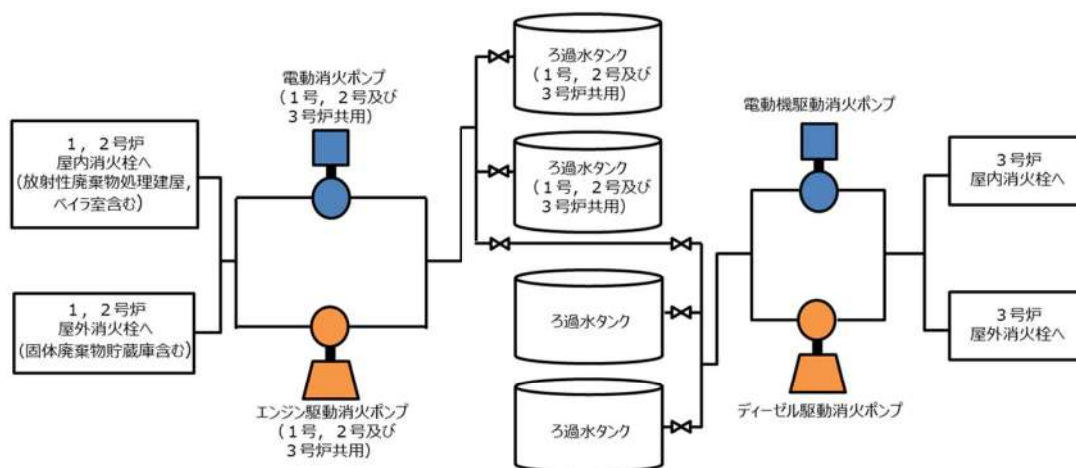 電動消火ポンプ
(1号,2号及び
3号炉共用)
1,2号炉
屋内消火栓へ
(放射性廃棄物処理建屋,
ベイラ室含む)
1,2号炉
屋外消火栓へ
(固体廃棄物貯蔵庫含む)
エンジン駆動消火ポンプ
(1号,2号及び
3号炉共用)
ろ過水タンク
(1号,2号及び
3号炉共用)
ろ過水タンク
(1号,2号及び
3号炉共用)
ろ過水タンク
ろ過水タンク
電動機駆動消火ポンプ
3号炉
屋内消火栓へ
3号炉
屋外消火栓へ
ディーゼル駆動消火ポンプ